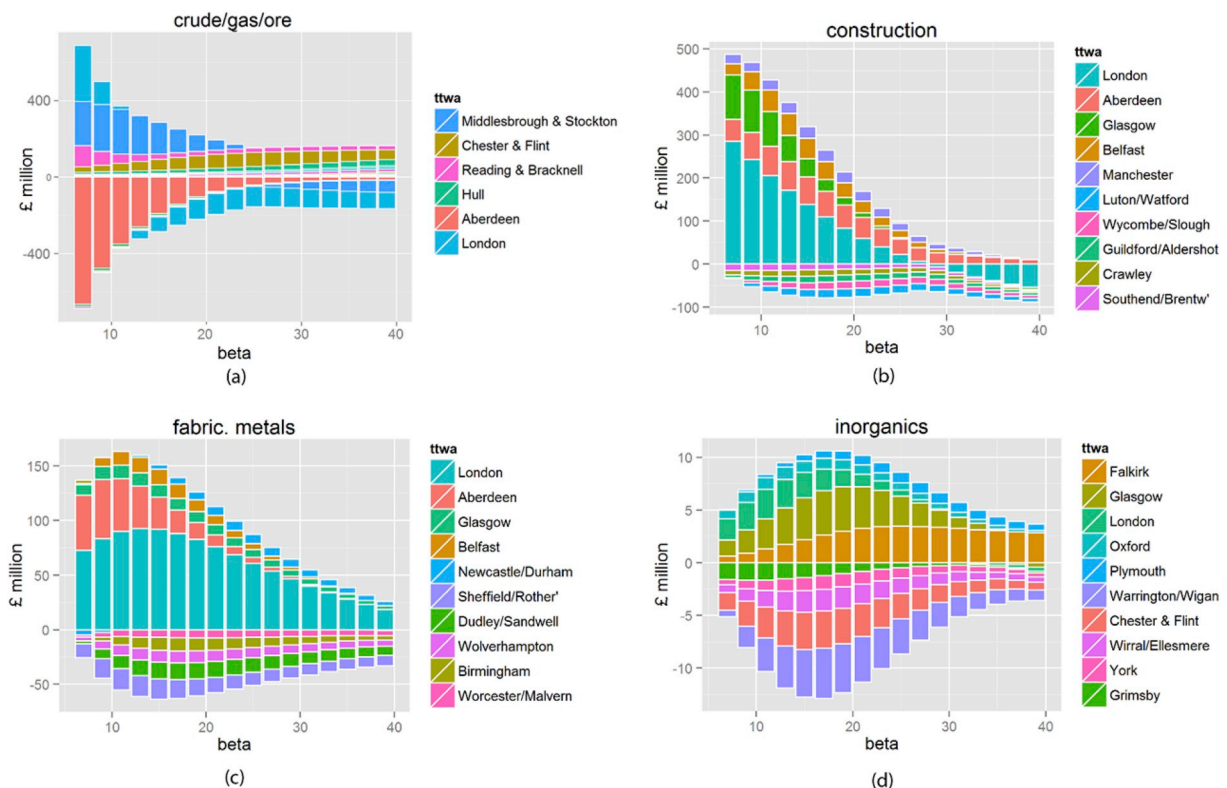 crude/gas/ore
£ million
400
0
-400
10
20
30
40
beta
ttwa
Middlesbrough & Stockton
Chester & Flint
Reading & Bracknell
Hull
Aberdeen
London
(a)
construction
£ million
500
400
300
200
100
0
-100
10
20
30
40
beta
ttwa
London
Aberdeen
Glasgow
Belfast
Manchester
Luton/Watford
Wycombe/Slough
Guildford/Aldershot
Crawley
Southend/Brentw'
(b)
fabric. metals
£ million
150
100
50
0
-50
10
20
30
40
beta
ttwa
London
Aberdeen
Glasgow
Belfast
Newcastle/Durham
Sheffield/Rother'
Dudley/Sandwell
Wolverhampton
Birmingham
Worcester/Malvern
(c)
inorganics
£ million
10
5
0
-5
-10
10
20
30
40
beta
ttwa
Falkirk
Glasgow
London
Oxford
Plymouth
Warrington/Wigan
Chester & Flint
Wirral/Ellesmere
York
Grimsby
(d)